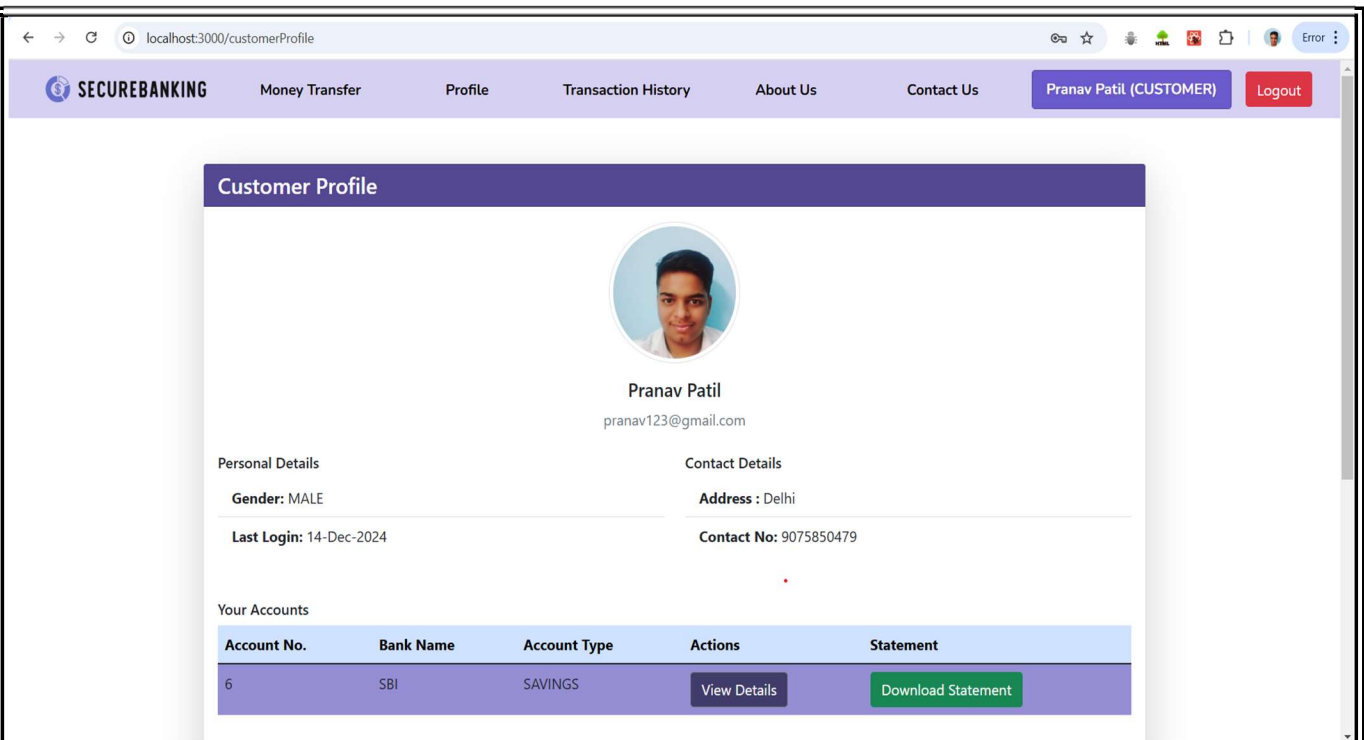 localhost:3000/customerProfile
Error
SECUREBANKING Money Transfer Profile Transaction History About Us Contact Us Pranav Patil (CUSTOMER) Logout
Customer Profile
Pranav Patil
pranav123@gmail.com
Personal Details Contact Details
Gender: MALE Address : Delhi
Last Login: 14-Dec-2024 Contact No: 9075850479
Your Accounts
Account No. Bank Name Account Type Actions Statement
6 SBI SAVINGS View Details Download Statement